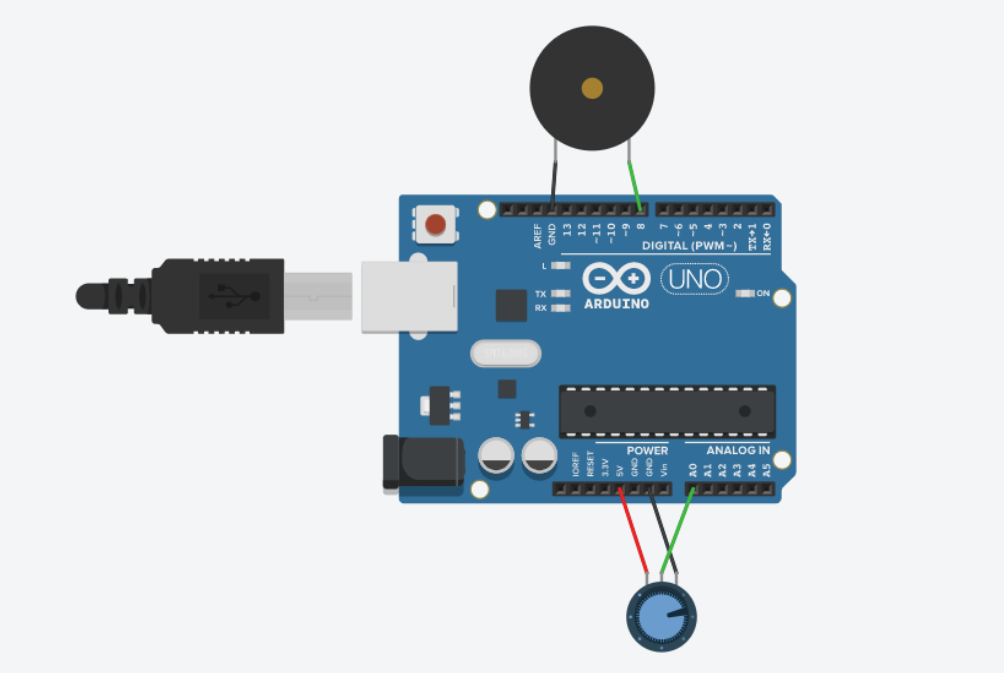 AREF
GND
13
12
~11
~10
~9
8
7
~6
~5
4
~3
2
TX→1
RX←0
DIGITAL (PWM~)
L
TX
RX
UNO
ON
ARDUINO
POWER
ANALOG IN
IOREF
RESET
3.3V
5V
GND
GND
Vin
A0
A1
A2
A3
A4
A5